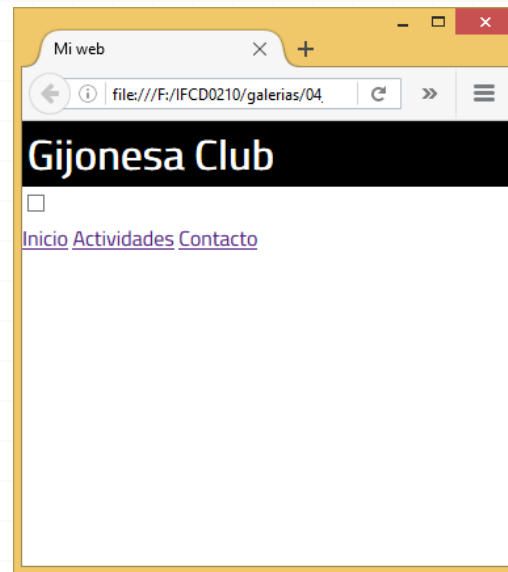 Mi web
file:///F:/IFCD0210/galerias/04
Gijonesa Club
Inicio Actividades Contacto